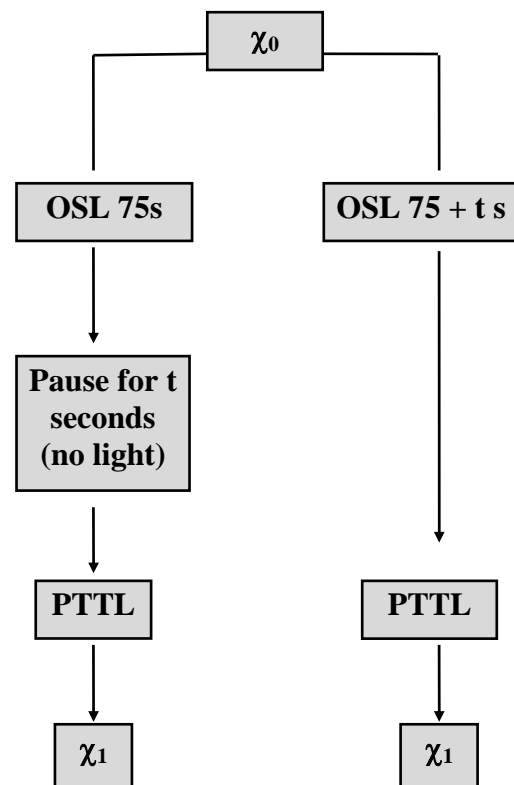 χ0
OSL 75s
OSL 75 + t s
Pause for t
seconds
(no light)
PTTL
PTTL
χ1
χ1